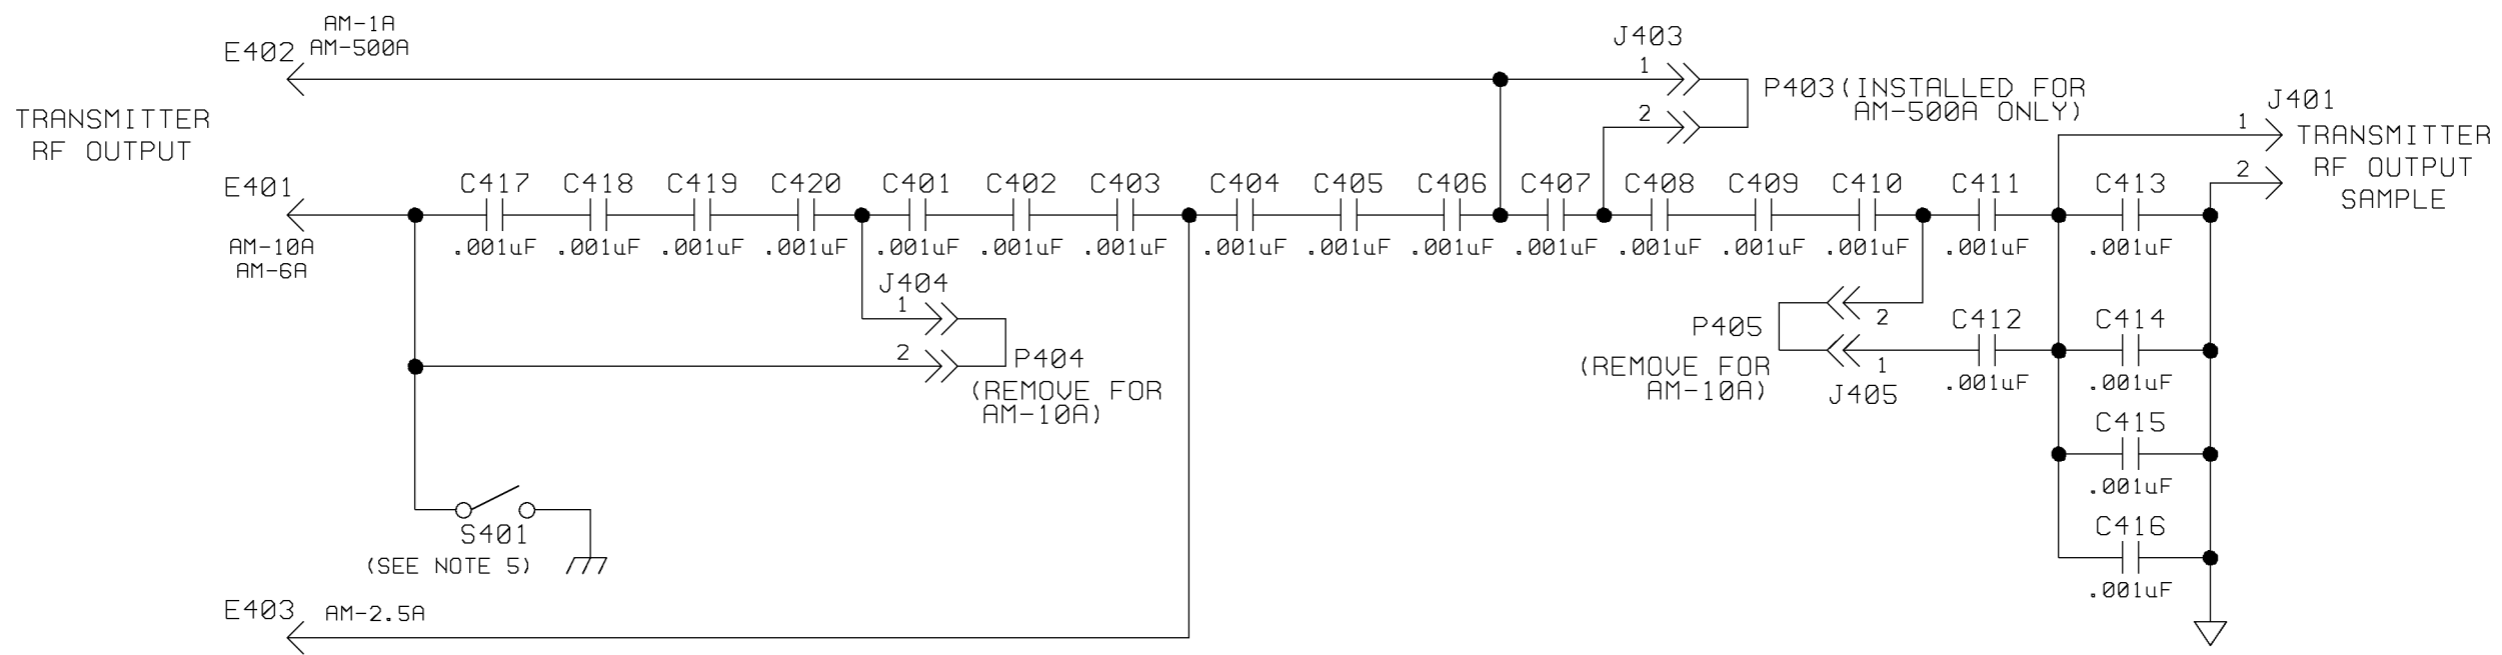 AM-1A
E402 AM-500A
J403
1
P403(INSTALLED FOR
AM-500A ONLY)
2
J401
1
TRANSMITTER
RF OUTPUT
TRANSMITTER
RF OUTPUT
SAMPLE
2
E401
C417 C418 C419 C420 C401 C402 C403 C404 C405 C406 C407 C408 C409 C410 C411 C413
AM-10A
AM-6A
.001uF .001uF .001uF .001uF .001uF .001uF .001uF .001uF .001uF .001uF .001uF .001uF .001uF .001uF .001uF .001uF
J404
1
2
P404
(REMOVE FOR
AM-10A)
P405
(REMOVE FOR
AM-10A)
2
1
J405
C412 C414
.001uF .001uF
C415
.001uF
C416
.001uF
S401
(SEE NOTE 5)
E403 AM-2.5A